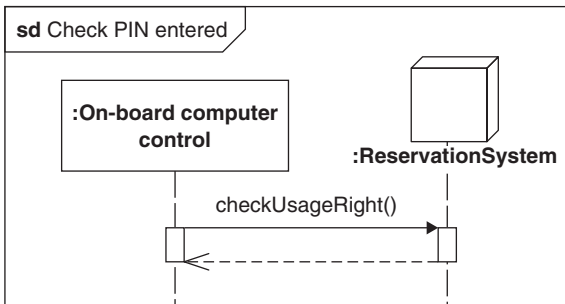 sd Check PIN entered
:On-board computer
control
:ReservationSystem
checkUsageRight()